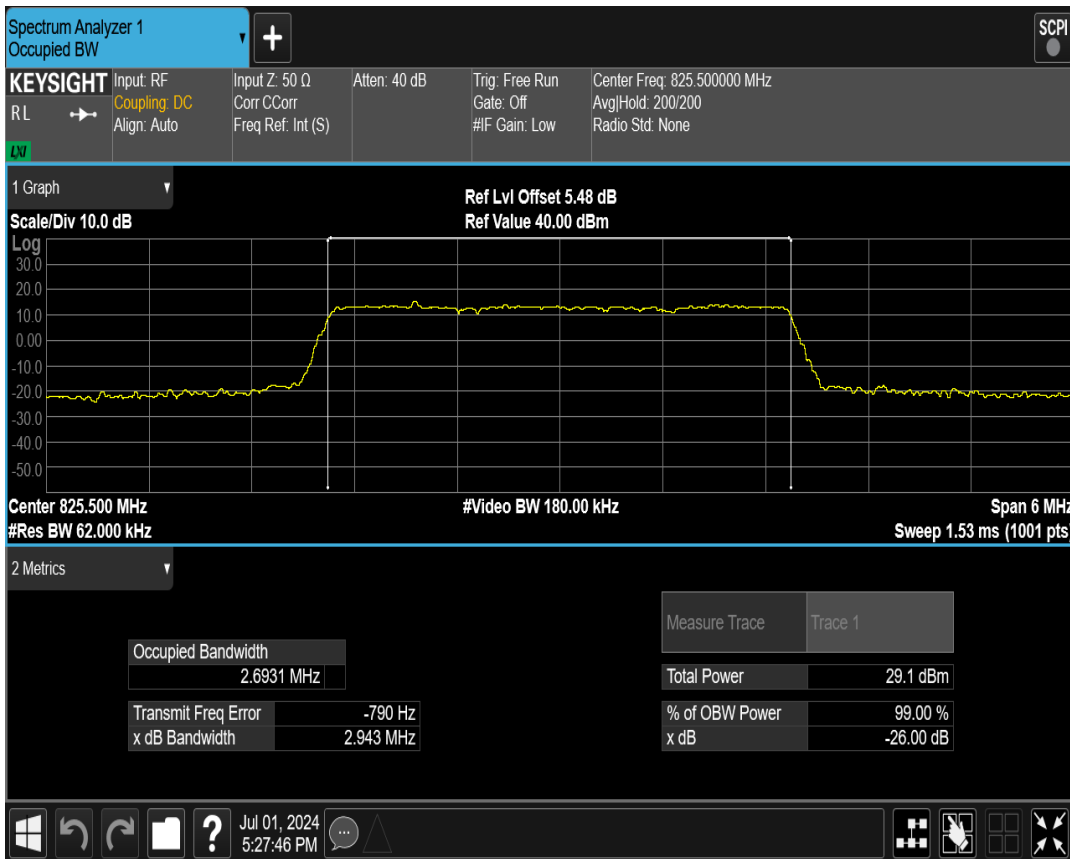 Spectrum Analyzer 1
Occupied BW
SCPI
KEYSIGHT
RL
LXI
Input: RF
Coupling: DC
Align: Auto
Input Z: 50 Ω
Corr CCorr
Freq Ref: Int (S)
Atten: 40 dB
Trig: Free Run
Gate: Off
#IF Gain: Low
Center Freq: 825.500000 MHz
Avg|Hold: 200/200
Radio Std: None
1 Graph
Ref Lvl Offset 5.48 dB
Scale/Div 10.0 dB
Ref Value 40.00 dBm
Log
30.0
20.0
10.0
0.00
-10.0
-20.0
-30.0
-40.0
-50.0
Center 825.500 MHz
#Video BW 180.00 kHz
Span 6 MHz
#Res BW 62.000 kHz
Sweep 1.53 ms (1001 pts)
2 Metrics
Measure Trace Trace 1
Occupied Bandwidth
2.6931 MHz
Total Power 29.1 dBm
Transmit Freq Error -790 Hz
% of OBW Power 99.00 %
x dB Bandwidth 2.943 MHz
x dB -26.00 dB
?
Jul 01, 2024
5:27:46 PM